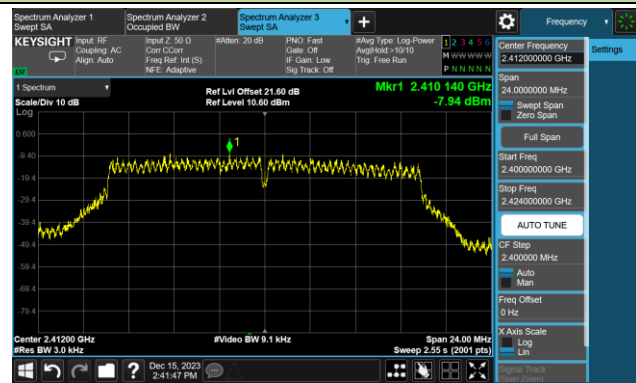 Spectrum Analyzer 1
Swept SA
Spectrum Analyzer 2
Occupied BW
Spectrum Analyzer 3
Swept SA
Frequency
KEYSIGHT
Input: RF
Coupling: AC
Align: Auto
Input Z: 50 Ω
Corr CCorr
Freq Ref: Int (S)
NFE: Adaptive
#Atten: 20 dB
PNO: Fast
Gate: Off
IF Gain: Low
Sig Track: Off
#Avg Type: Log-Power
Avg|Hold:>10/10
Trig: Free Run
1 2 3 4 5 6
M W W W W W
P N N N N N
LW
1 Spectrum
Scale/Div 10 dB
Log
Ref Lvl Offset 21.60 dB
Ref Level 10.60 dBm
Mkr1 2.410 140 GHz
-7.94 dBm
1
0.600
-9.40
-19.4
-29.4
-39.4
-49.4
-59.4
-69.4
-79.4
Center 2.41200 GHz
#Res BW 3.0 kHz
#Video BW 9.1 kHz
Span 24.00 MHz
Sweep 2.55 s (2001 pts)
Center Frequency
2.412000000 GHz
Settings
Span
24.0000000 MHz
Swept Span
Zero Span
Full Span
Start Freq
2.400000000 GHz
Stop Freq
2.424000000 GHz
AUTO TUNE
CF Step
2.400000 MHz
Auto
Man
Freq Offset
0 Hz
X Axis Scale
Log
Lin
Signal Track
(Span Zoom)
Dec 15, 2023
2:41:47 PM